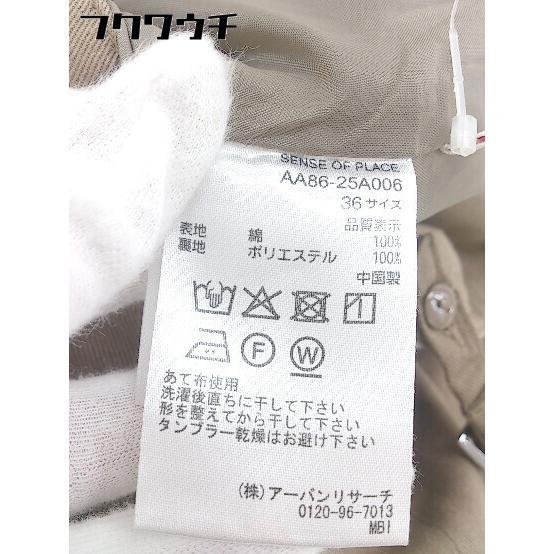 フクワウチ
SENSE OF PLACE
AA86-25A006
36サイズ
品質表示
表地 綿 100%
裏地 ポリエステル 100%
中国製
F W
あて布使用
洗濯後直ちに干して下さい
形を整えてから干して下さい
タンブラー乾燥はお避け下さい
(株)アーバンリサーチ
0120-96-7013
MBI